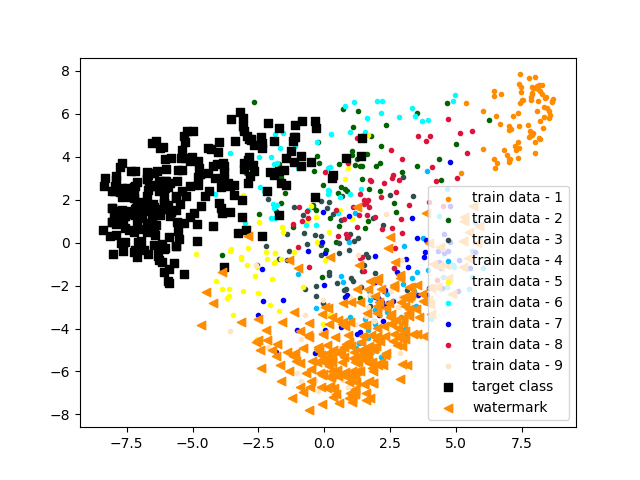 8
6
4
2
0
−2
−4
−6
−8
−7.5
−5.0
−2.5
0.0
2.5
5.0
7.5
train data - 1
train data - 2
train data - 3
train data - 4
train data - 5
train data - 6
train data - 7
train data - 8
train data - 9
target class
watermark